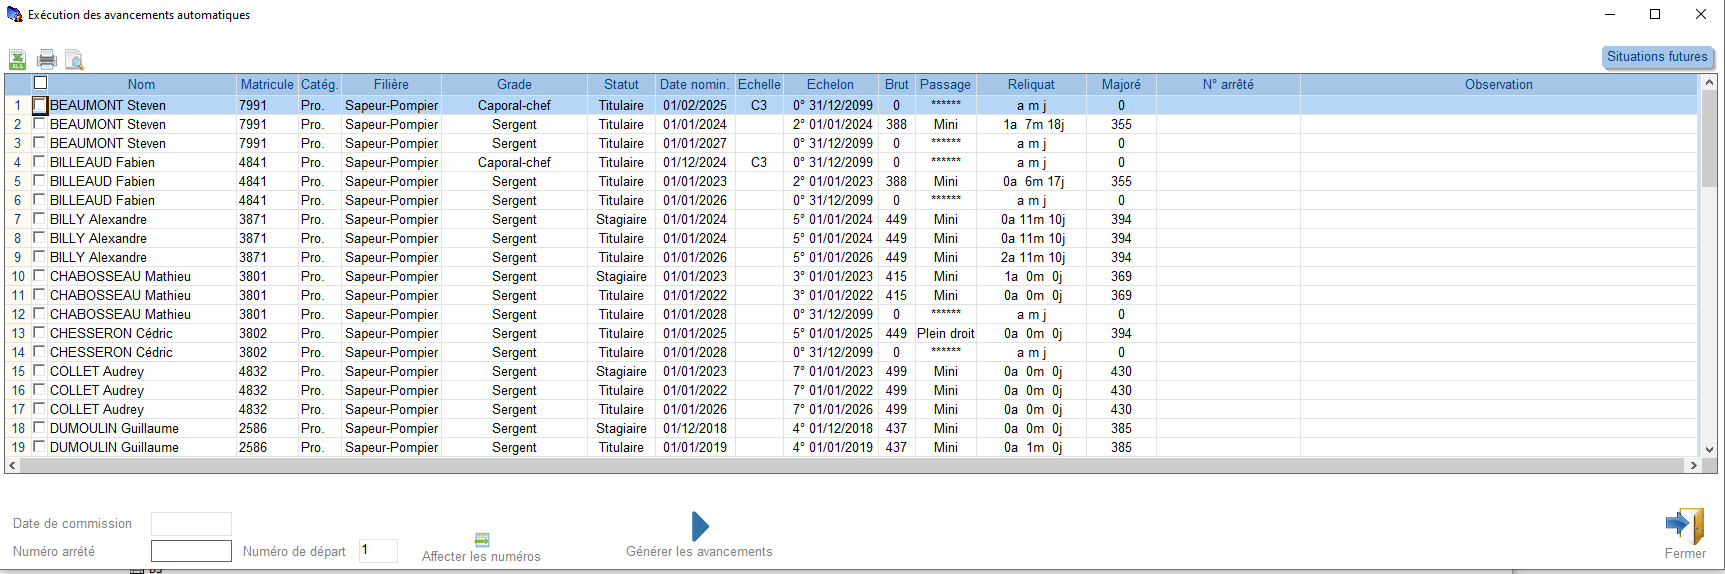 Exécution des avancements automatiques
XLS
Situations futures
Nom Matricule Catég. Filière Grade Statut Date nomin. Echelle Echelon Brut Passage Reliquat Majoré N° arrêté Observation
1 BEAUMONT Steven 7991 Pro. Sapeur-Pompier Caporal-chef Titulaire 01/02/2025 C3 0° 31/12/2099 0 ****** a m j 0
2 BEAUMONT Steven 7991 Pro. Sapeur-Pompier Sergent Titulaire 01/01/2024 2° 01/01/2024 388 Mini 1a 7m 18j 355
3 BEAUMONT Steven 7991 Pro. Sapeur-Pompier Sergent Titulaire 01/01/2027 0° 31/12/2099 0 ****** a m j 0
4 BILLEAUD Fabien 4841 Pro. Sapeur-Pompier Caporal-chef Titulaire 01/12/2024 C3 0° 31/12/2099 0 ****** a m j 0
5 BILLEAUD Fabien 4841 Pro. Sapeur-Pompier Sergent Titulaire 01/01/2023 2° 01/01/2023 388 Mini 0a 6m 17j 355
6 BILLEAUD Fabien 4841 Pro. Sapeur-Pompier Sergent Titulaire 01/01/2026 0° 31/12/2099 0 ****** a m j 0
7 BILLY Alexandre 3871 Pro. Sapeur-Pompier Sergent Stagiaire 01/01/2024 5° 01/01/2024 449 Mini 0a 11m 10j 394
8 BILLY Alexandre 3871 Pro. Sapeur-Pompier Sergent Titulaire 01/01/2024 5° 01/01/2024 449 Mini 0a 11m 10j 394
9 BILLY Alexandre 3871 Pro. Sapeur-Pompier Sergent Titulaire 01/01/2026 5° 01/01/2026 449 Mini 2a 11m 10j 394
10 CHABOSSEAU Mathieu 3801 Pro. Sapeur-Pompier Sergent Stagiaire 01/01/2023 3° 01/01/2023 415 Mini 1a 0m 0j 369
11 CHABOSSEAU Mathieu 3801 Pro. Sapeur-Pompier Sergent Titulaire 01/01/2022 3° 01/01/2022 415 Mini 0a 0m 0j 369
12 CHABOSSEAU Mathieu 3801 Pro. Sapeur-Pompier Sergent Titulaire 01/01/2028 0° 31/12/2099 0 ****** a m j 0
13 CHESSERON Cédric 3802 Pro. Sapeur-Pompier Sergent Titulaire 01/01/2025 5° 01/01/2025 449 Plein droit 0a 0m 0j 394
14 CHESSERON Cédric 3802 Pro. Sapeur-Pompier Sergent Titulaire 01/01/2028 0° 31/12/2099 0 ****** a m j 0
15 COLLET Audrey 4832 Pro. Sapeur-Pompier Sergent Stagiaire 01/01/2023 7° 01/01/2023 499 Mini 0a 0m 0j 430
16 COLLET Audrey 4832 Pro. Sapeur-Pompier Sergent Titulaire 01/01/2022 7° 01/01/2022 499 Mini 0a 0m 0j 430
17 COLLET Audrey 4832 Pro. Sapeur-Pompier Sergent Titulaire 01/01/2026 7° 01/01/2026 499 Mini 0a 0m 0j 430
18 DUMOULIN Guillaume 2586 Pro. Sapeur-Pompier Sergent Stagiaire 01/12/2018 4° 01/12/2018 437 Mini 0a 0m 0j 385
19 DUMOULIN Guillaume 2586 Pro. Sapeur-Pompier Sergent Titulaire 01/01/2019 4° 01/01/2019 437 Mini 0a 1m 0j 385
Date de commission
Numéro arrété Numéro de départ 1 Affecter les numéros Générer les avancements Fermer